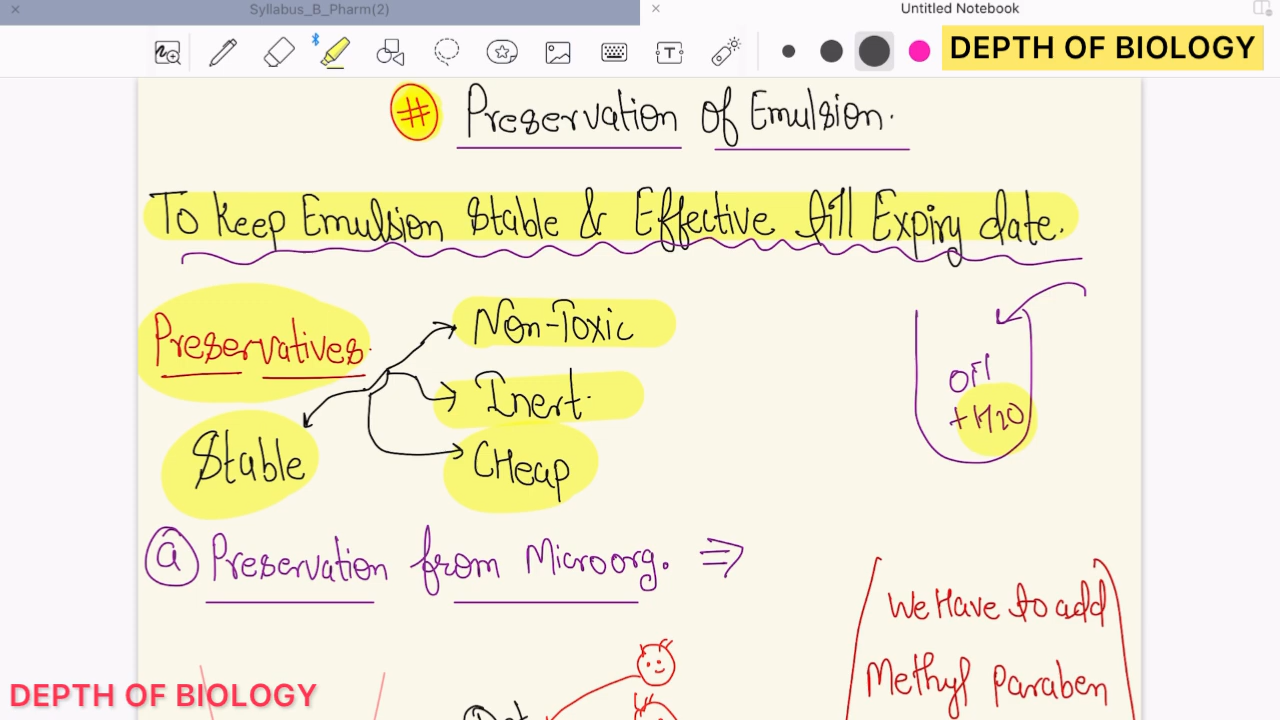 Syllabus_B_Pharm(2)
Untitled Notebook
DEPTH OF BIOLOGY
# Preservation of Emulsion.
To Keep Emulsion Stable & Effective till Expiry date.
Preservatives.
Non-Toxic
Inert.
Stable
CHeap
Oil
+ H2O
a Preservation from Microorg. ⇒
We Have to add
Methyl paraben
DEPTH OF BIOLOGY